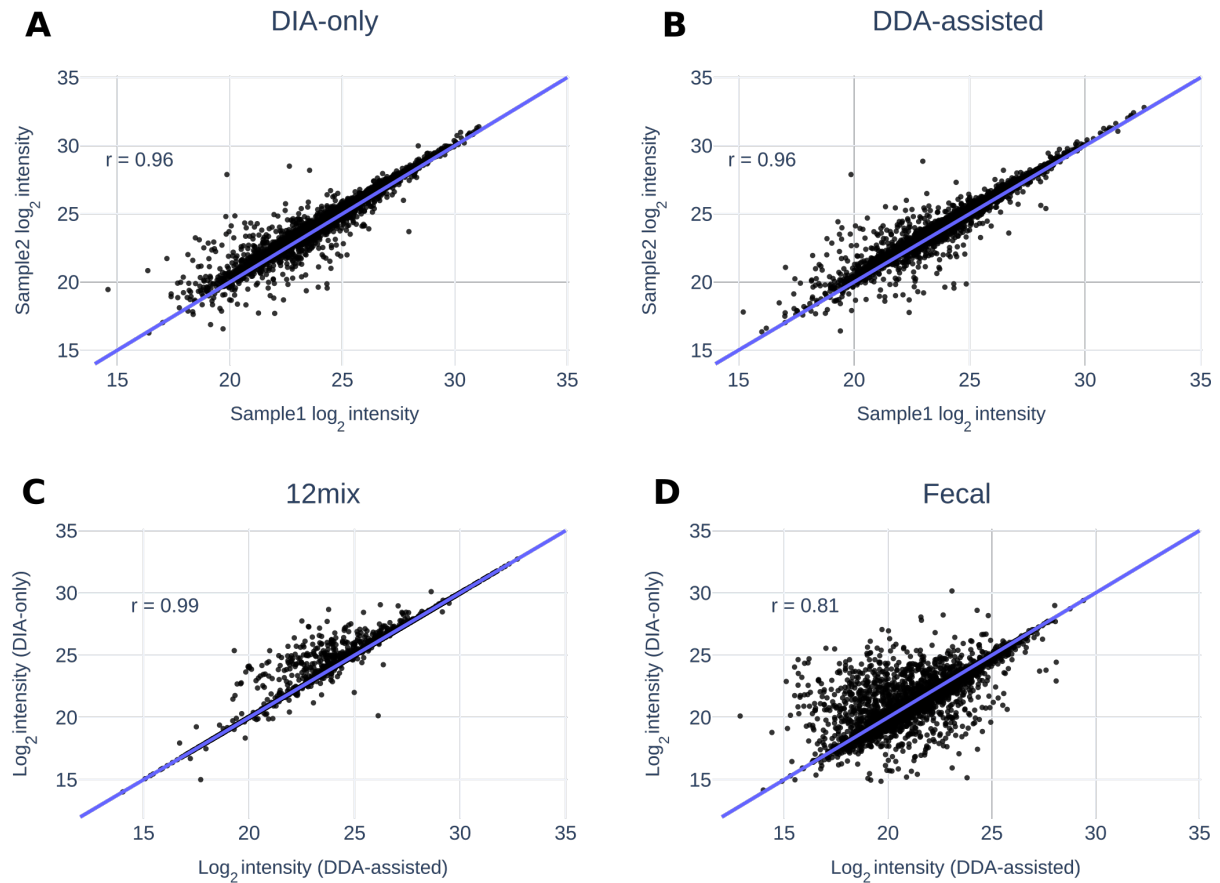 A
DIA-only
35
30
25
20
15
r = 0.96
Sample2 log2 intensity
15 20 25 30 35
Sample1 log2 intensity
B
DDA-assisted
35
30
25
20
15
r = 0.96
Sample2 log2 intensity
15 20 25 30 35
Sample1 log2 intensity
C
12mix
35
30
25
20
15
r = 0.99
Log2 intensity (DIA-only)
15 20 25 30 35
Log2 intensity (DDA-assisted)
D
Fecal
35
30
25
20
15
r = 0.81
Log2 intensity (DIA-only)
15 20 25 30 35
Log2 intensity (DDA-assisted)